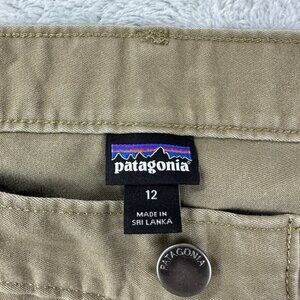 patagonia
12
MADE IN
SRI LANKA
PATAGONIA